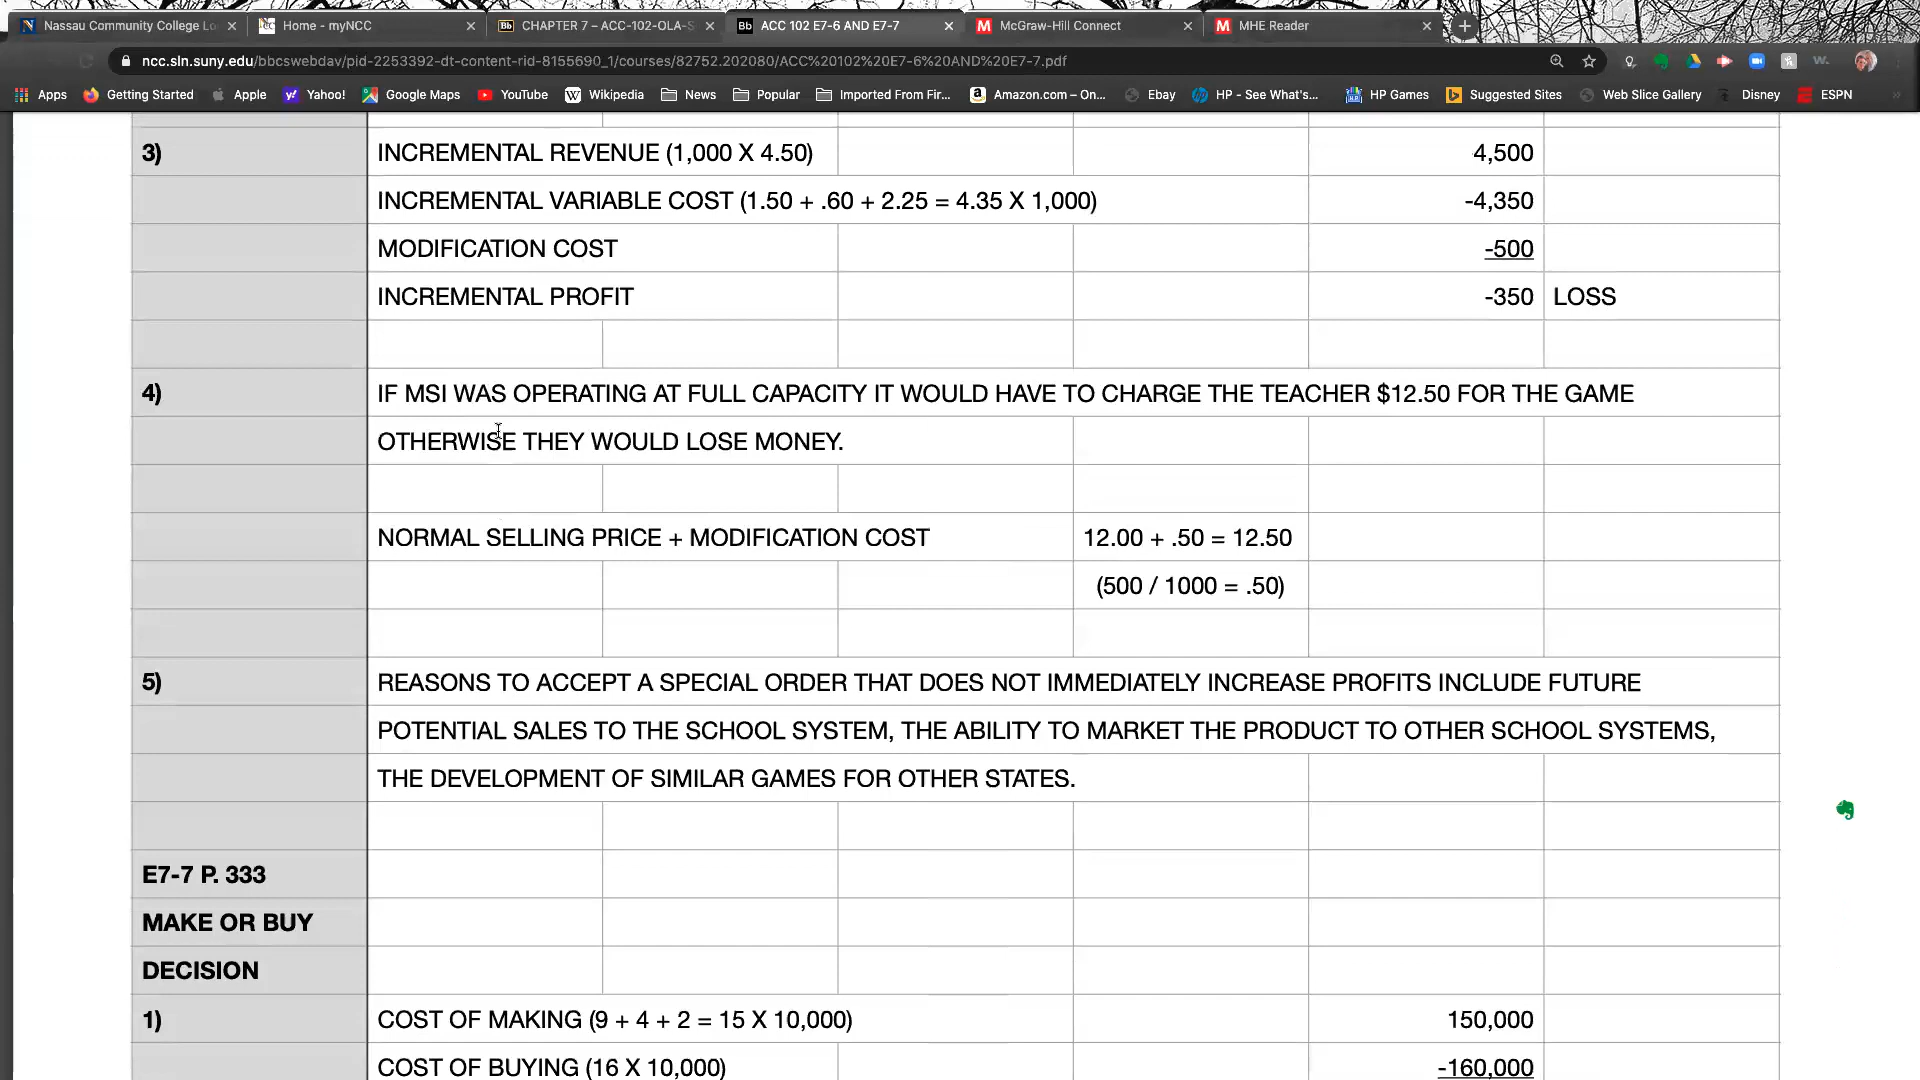 Nassau Community College Lo
Home - myNCC
CHAPTER 7 – ACC-102-OLA-S
ACC 102 E7-6 AND E7-7
McGraw-Hill Connect
MHE Reader
ncc.sln.suny.edu/bbcswebdav/pid-2253392-dt-content-rid-8155690_1/courses/82752.202080/ACC%20102%20E7-6%20AND%20E7-7.pdf
Apps Getting Started Apple Yahoo! Google Maps YouTube Wikipedia News Popular Imported From Fir... Amazon.com – On... Ebay HP - See What's... HP Games Suggested Sites Web Slice Gallery Disney ESPN
3) INCREMENTAL REVENUE (1,000 X 4.50) 4,500
INCREMENTAL VARIABLE COST (1.50 + .60 + 2.25 = 4.35 X 1,000) -4,350
MODIFICATION COST -500
INCREMENTAL PROFIT -350 LOSS
4) IF MSI WAS OPERATING AT FULL CAPACITY IT WOULD HAVE TO CHARGE THE TEACHER $12.50 FOR THE GAME
OTHERWISE THEY WOULD LOSE MONEY.
NORMAL SELLING PRICE + MODIFICATION COST 12.00 + .50 = 12.50
(500 / 1000 = .50)
5) REASONS TO ACCEPT A SPECIAL ORDER THAT DOES NOT IMMEDIATELY INCREASE PROFITS INCLUDE FUTURE
POTENTIAL SALES TO THE SCHOOL SYSTEM, THE ABILITY TO MARKET THE PRODUCT TO OTHER SCHOOL SYSTEMS,
THE DEVELOPMENT OF SIMILAR GAMES FOR OTHER STATES.
E7-7 P. 333
MAKE OR BUY
DECISION
1) COST OF MAKING (9 + 4 + 2 = 15 X 10,000) 150,000
COST OF BUYING (16 X 10,000) -160,000